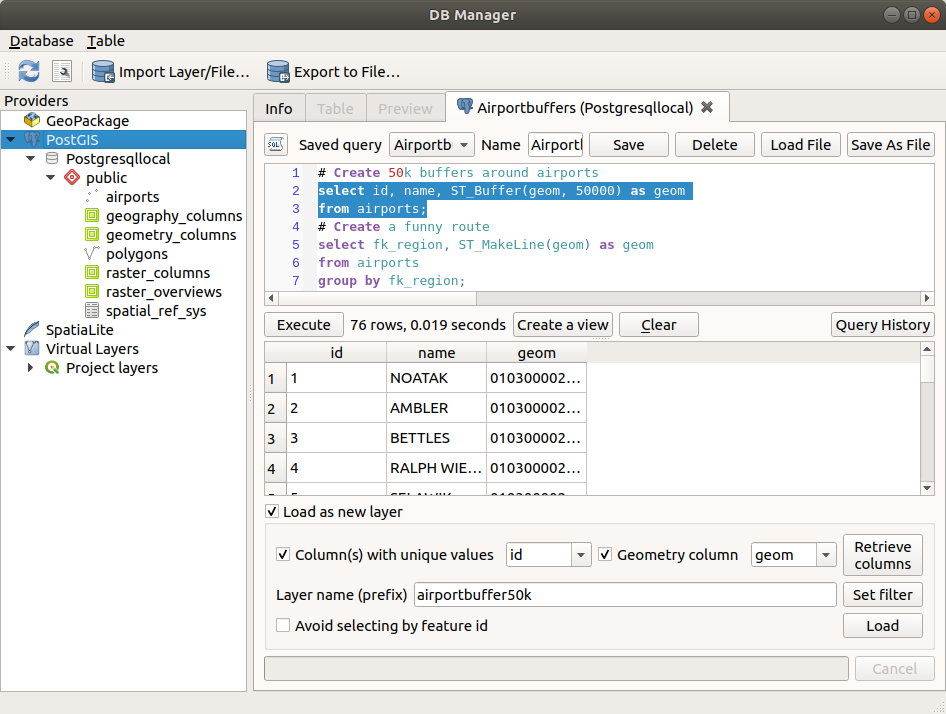 DB Manager
Database Table
Import Layer/File... Export to File...
Providers
GeoPackage
PostGIS
Postgresqllocal
public
airports
geography_columns
geometry_columns
polygons
raster_columns
raster_overviews
spatial_ref_sys
SpatiaLite
Virtual Layers
Project layers
Info Table Preview Airportbuffers (Postgresqllocal)
SQL Saved query Airportb Name Airportl Save Delete Load File Save As File
1 # Create 50k buffers around airports
2 select id, name, ST_Buffer(geom, 50000) as geom
3 from airports;
4 # Create a funny route
5 select fk_region, ST_MakeLine(geom) as geom
6 from airports
7 group by fk_region;
Execute 76 rows, 0.019 seconds Create a view Clear Query History
id name geom
1 1 NOATAK 010300002...
2 2 AMBLER 010300002...
3 3 BETTLES 010300002...
4 4 RALPH WIE... 010300002...
Load as new layer
Column(s) with unique values id Geometry column geom Retrieve columns
Layer name (prefix) airportbuffer50k Set filter
Avoid selecting by feature id Load
Cancel